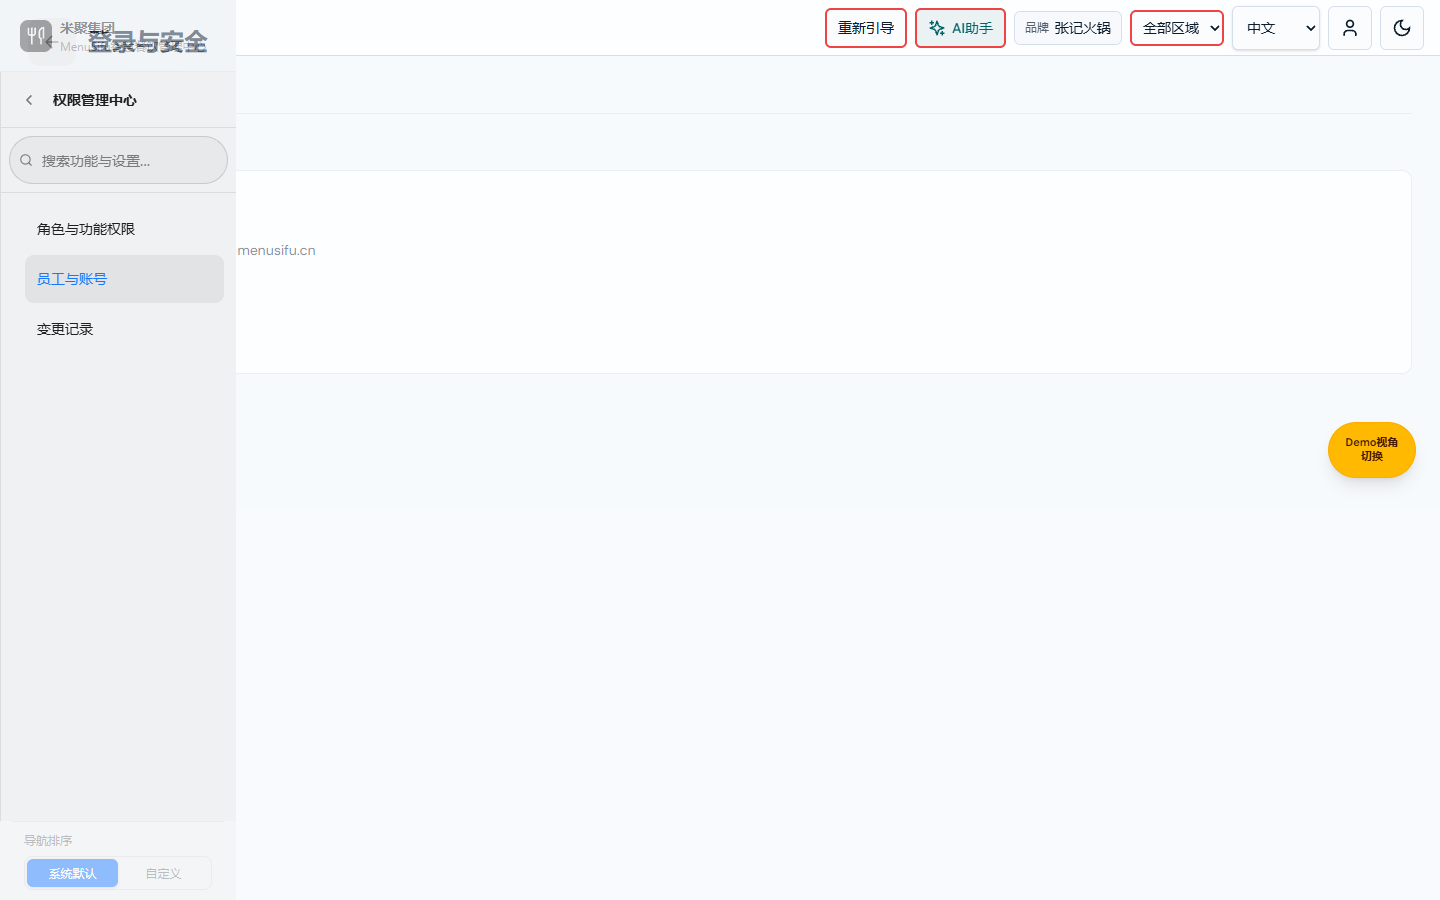 米聚集团
登录与安全
重新引导
AI助手
品牌 张记火锅
全部区域
中文
权限管理中心
搜索功能与设置...
角色与功能权限
menusifu.cn
员工与账号
变更记录
Demo视角
切换
导航排序
系统默认
自定义